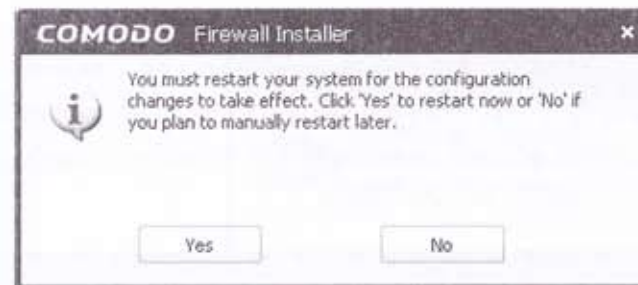 COMODO Firewall Installer
You must restart your system for the configuration
changes to take effect. Click 'Yes' to restart now or 'No' if
you plan to manually restart later.
Yes
No